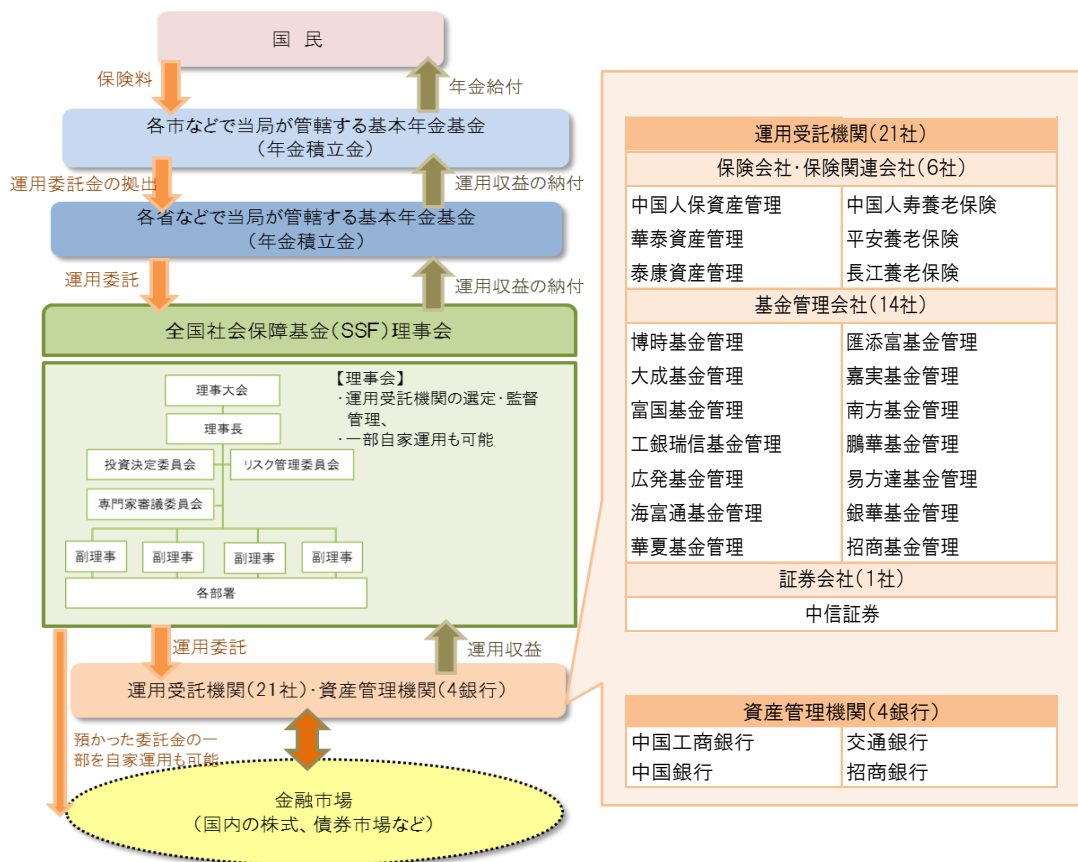 国 民
保険料
年金給付
各市などで当局が管轄する基本年金基金
(年金積立金)
運用委託金の拠出
運用収益の納付
各省などで当局が管轄する基本年金基金
(年金積立金)
運用委託
運用収益の納付
全国社会保障基金(SSF)理事会
理事大会
理事長
投資決定委員会
リスク管理委員会
専門家審議委員会
副理事
副理事
副理事
副理事
各部署
【理事会】
・運用受託機関の選定・監督
管理、
・一部自家運用も可能
運用委託
運用収益
運用受託機関(21社)・資産管理機関(4銀行)
預かった委託金の一
部を自家運用も可能
金融市場
(国内の株式、債券市場など)
運用受託機関(21社)
保険会社・保険関連会社(6社)
中国人保資産管理 中国人寿養老保険
華泰資産管理 平安養老保険
泰康資産管理 長江養老保険
基金管理会社(14社)
博時基金管理 匯添富基金管理
大成基金管理 嘉実基金管理
富国基金管理 南方基金管理
工銀瑞信基金管理 鵬華基金管理
広発基金管理 易方達基金管理
海富通基金管理 銀華基金管理
華夏基金管理 招商基金管理
証券会社(1社)
中信証券
資産管理機関(4銀行)
中国工商銀行 交通銀行
中国銀行 招商銀行